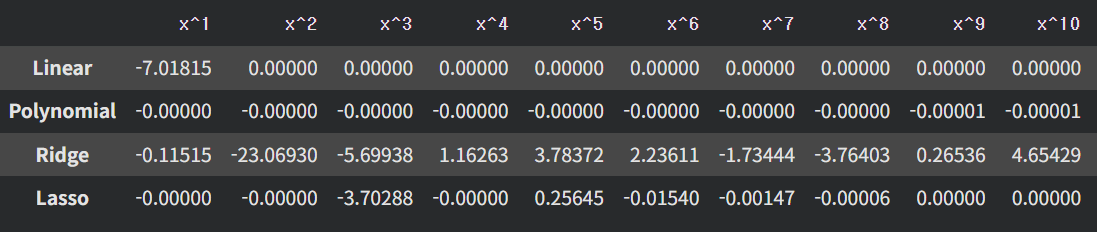 x^1 x^2 x^3 x^4 x^5 x^6 x^7 x^8 x^9 x^10
Linear -7.01815 0.00000 0.00000 0.00000 0.00000 0.00000 0.00000 0.00000 0.00000 0.00000
Polynomial -0.00000 -0.00000 -0.00000 -0.00000 -0.00000 -0.00000 -0.00000 -0.00000 -0.00001 -0.00001
Ridge -0.11515 -23.06930 -5.69938 1.16263 3.78372 2.23611 -1.73444 -3.76403 0.26536 4.65429
Lasso -0.00000 -0.00000 -3.70288 -0.00000 0.25645 -0.01540 -0.00147 -0.00006 0.00000 0.00000